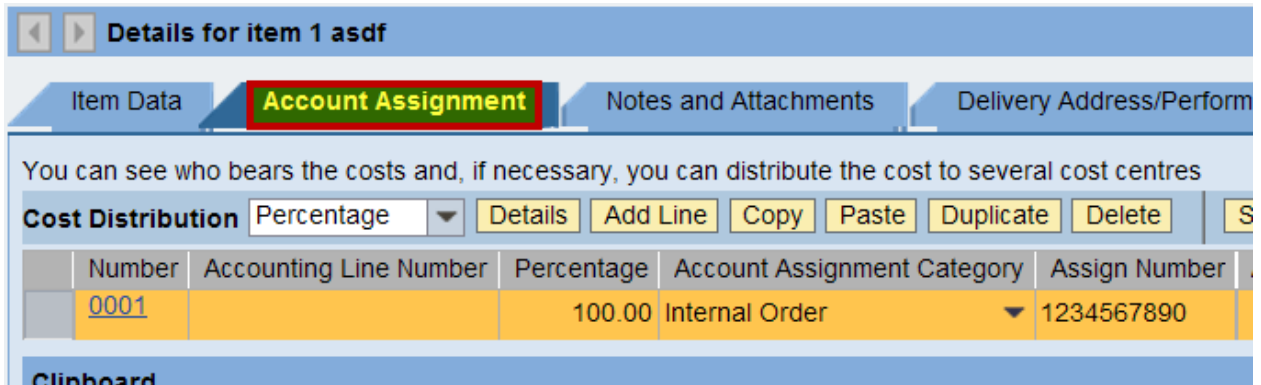 Details for item 1 asdf
Item Data Account Assignment Notes and Attachments Delivery Address/Perform
You can see who bears the costs and, if necessary, you can distribute the cost to several cost centres
Cost Distribution Percentage Details Add Line Copy Paste Duplicate Delete S
Number Accounting Line Number Percentage Account Assignment Category Assign Number
0001 100.00 Internal Order 1234567890
Clipboard